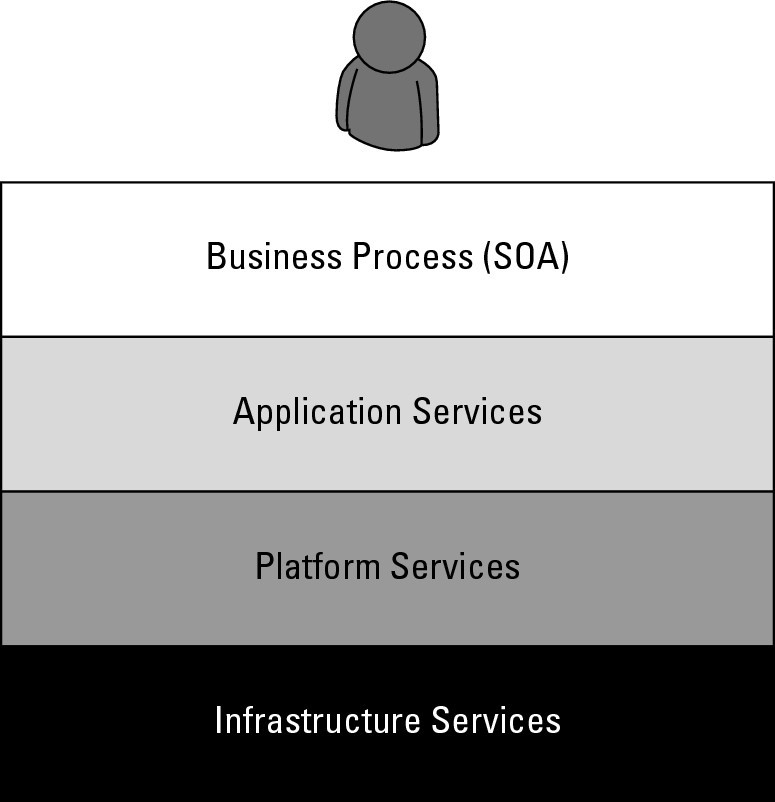 Business Process (SOA)
Application Services
Platform Services
Infrastructure Services